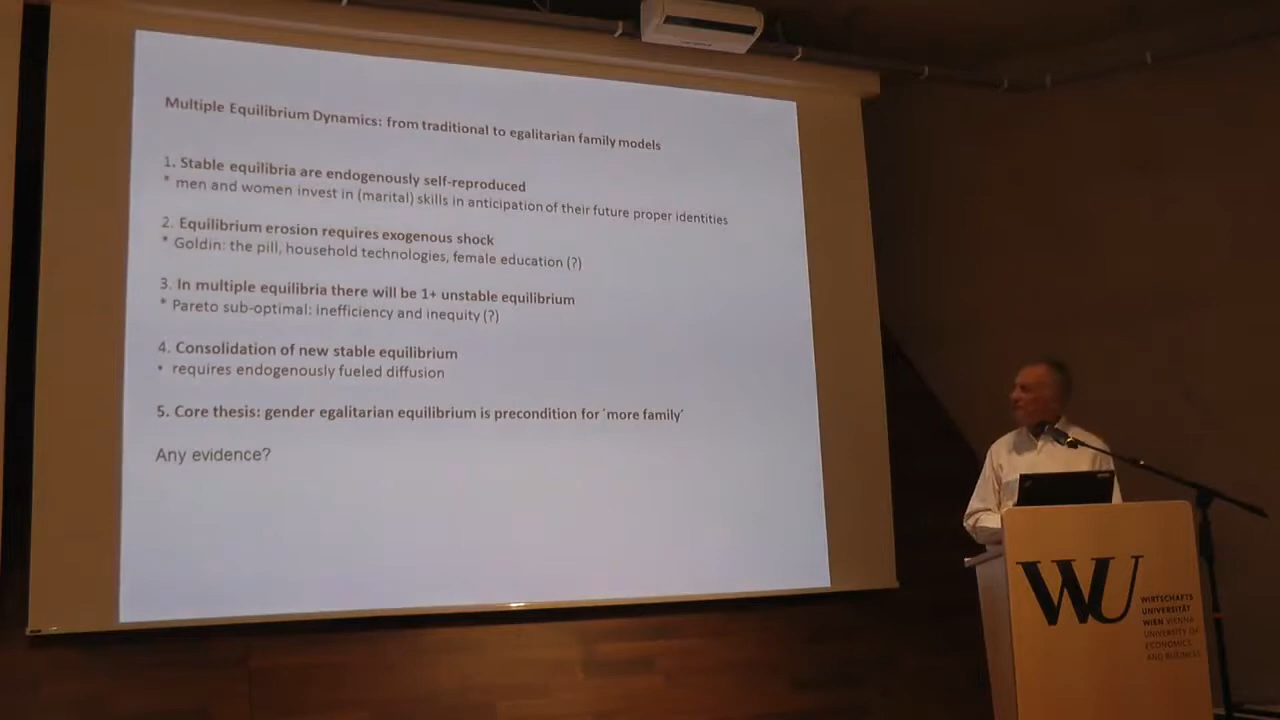 Multiple Equilibrium Dynamics: from traditional to egalitarian family models
1. Stable equilibria are endogenously self-reproduced
* men and women invest in (marital) skills in anticipation of their future proper identities
2. Equilibrium erosion requires exogenous shock
* Goldin: the pill, household technologies, female education (?)
3. In multiple equilibria there will be 1+ unstable equilibrium
* Pareto sub-optimal: inefficiency and inequity (?)
4. Consolidation of new stable equilibrium
• requires endogenously fueled diffusion
5. Core thesis: gender egalitarian equilibrium is precondition for 'more family'
Any evidence?
WU
WIRTSCHAFTS
UNIVERSITÄT
WIEN VIENNA
UNIVERSITY OF
ECONOMICS
AND BUSINESS